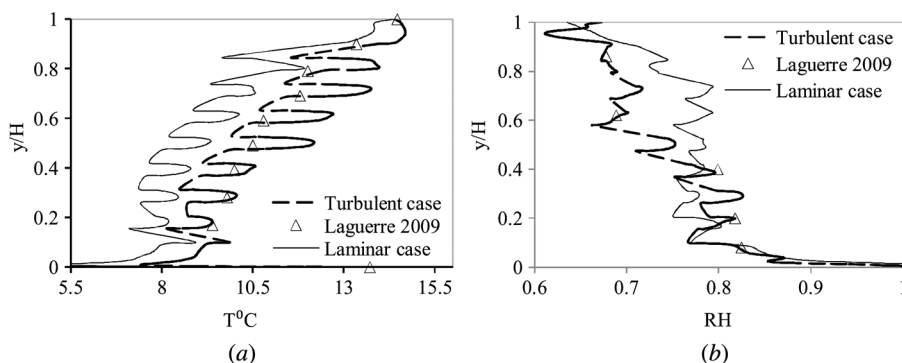 1
0.8
0.6
0.4
0.2
0
y/H
Turbulent case
Laguerre 2009
Laminar case
5.5 8 10.5 13 15.5
T⁰C
(a)
1
0.8
0.6
0.4
0.2
0
y/H
Turbulent case
Laguerre 2009
Laminar case
0.6 0.7 0.8 0.9 1
RH
(b)